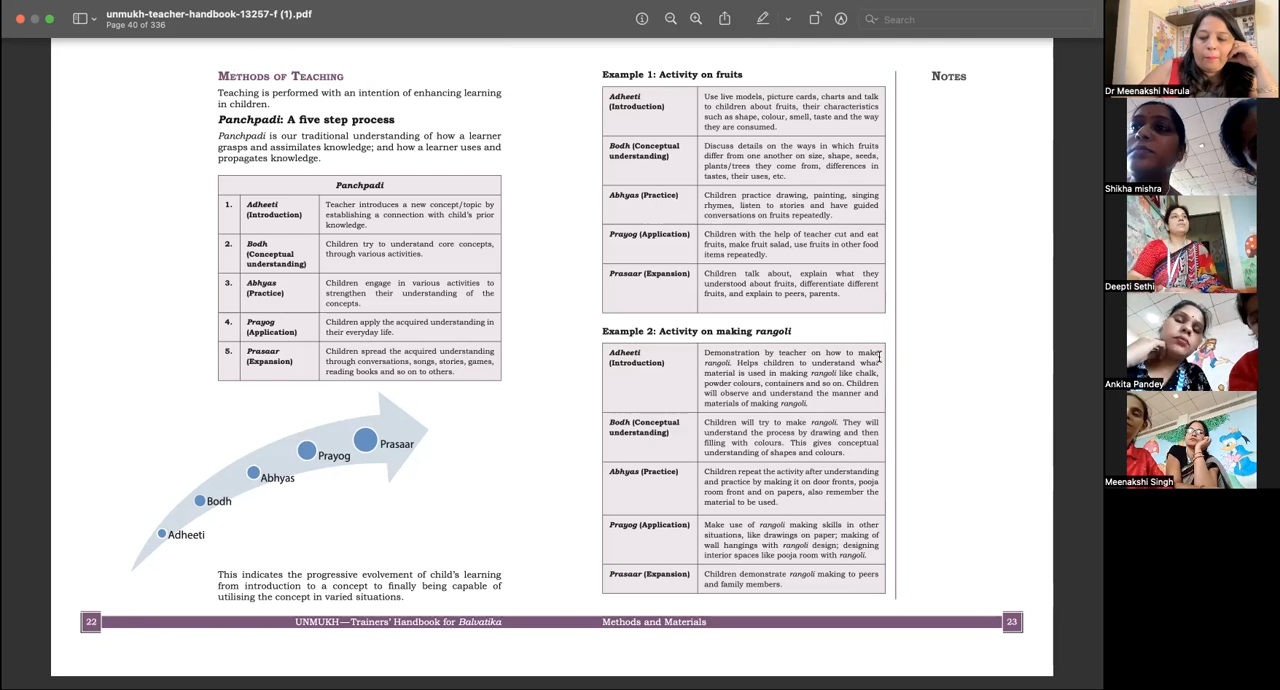 unmukh-teacher-handbook-13257-f (1).pdf
Page 40 of 336
Search
METHODS OF TEACHING
Teaching is performed with an intention of enhancing learning
in children.
Panchpadi: A five step process
Panchpadi is our traditional understanding of how a learner
grasps and assimilates knowledge; and how a learner uses and
propagates knowledge.
Panchpadi
1. Adheeti (Introduction)
Teacher introduces a new concept/topic by
establishing a connection with child's prior
knowledge.
2. Bodh (Conceptual understanding)
Children try to understand core concepts,
through various activities.
3. Abhyas (Practice)
Children engage in various activities to
strengthen their understanding of the
concepts.
4. Prayog (Application)
Children apply the acquired understanding in
their everyday life.
5. Prasaar (Expansion)
Children spread the acquired understanding
through conversations, songs, stories, games,
reading books and so on to others.
Prasaar
Prayog
Abhyas
Bodh
Adheeti
This indicates the progressive evolvement of child's learning
from introduction to a concept to finally being capable of
utilising the concept in varied situations.
22
UNMUKH—Trainers' Handbook for Balvatika
Example 1: Activity on fruits
Adheeti (Introduction)
Use live models, picture cards, charts and talk
to children about fruits, their characteristics
such as shape, colour, smell, taste and the way
they are consumed.
Bodh (Conceptual understanding)
Discuss details on the ways in which fruits
differ from one another on size, shape, seeds,
plants/trees they come from, differences in
tastes, their uses, etc.
Abhyas (Practice)
Children practice drawing, painting, singing
rhymes, listen to stories and have guided
conversations on fruits repeatedly.
Prayog (Application)
Children with the help of teacher cut and eat
fruits, make fruit salad, use fruits in other food
items repeatedly.
Prasaar (Expansion)
Children talk about, explain what they
understood about fruits, differentiate different
fruits, and explain to peers, parents.
Example 2: Activity on making rangoli
Adheeti (Introduction)
Demonstration by teacher on how to make
rangoli. Helps children to understand what
material is used in making rangoli like chalk,
powder colours, containers and so on. Children
will observe and understand the manner and
materials of making rangoli.
Bodh (Conceptual understanding)
Children will try to make rangoli. They will
understand the process by drawing and then
filling with colours. This gives conceptual
understanding of shapes and colours.
Abhyas (Practice)
Children repeat the activity after understanding
and practice by making it on door fronts, pooja
room front and on papers, also remember the
material to be used.
Prayog (Application)
Make use of rangoli making skills in other
situations, like drawings on paper; making of
wall hangings with rangoli design; designing
interior spaces like pooja room with rangoli.
Prasaar (Expansion)
Children demonstrate rangoli making to peers
and family members.
Methods and Materials
23
NOTES
Dr Meenakshi Narula
Shikha mishra
Deepti Sethi
Ankita Pandey
Meenakshi Singh